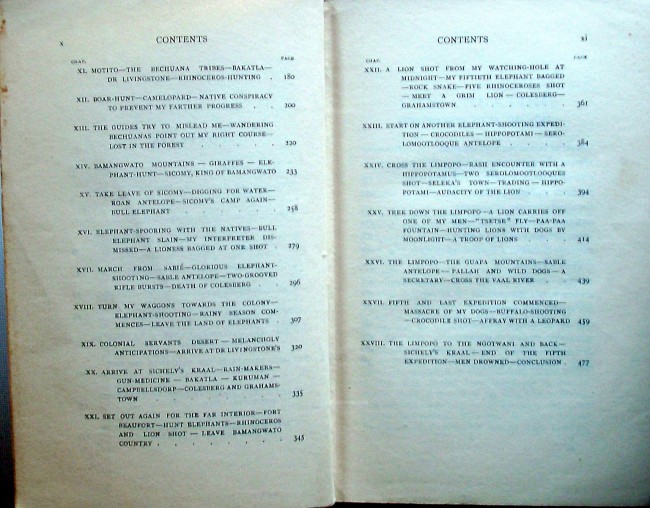 x
CONTENTS
CHAP. PAGE
XI. MOTITO—THE BECHUANA TRIBES—BAKATLA—
DR LIVINGSTONE—RHINOCEROS-HUNTING . 180
XII. BOAR-HUNT—CAMELOPARD—NATIVE CONSPIRACY
TO PREVENT MY FARTHER PROGRESS . . 200
XIII. THE GUIDES TRY TO MISLEAD ME—WANDERING
BECHUANAS POINT OUT MY RIGHT COURSE—
LOST IN THE FOREST . . . . . 220
XIV. BAMANGWATO MOUNTAINS — GIRAFFES — ELE-
PHANT-HUNT—SICOMY, KING OF BAMANGWATO 233
XV. TAKE LEAVE OF SICOMY—DIGGING FOR WATER—
ROAN ANTELOPE—SICOMY'S CAMP AGAIN—
BULL ELEPHANT . . . . . . 258
XVI. ELEPHANT-SPOORING WITH THE NATIVES—BULL
ELEPHANT SLAIN—MY INTERPRETER DIS-
MISSED—A LIONESS BAGGED AT ONE SHOT . 279
XVII. MARCH FROM SABIÉ—GLORIOUS ELEPHANT-
SHOOTING—SABLE ANTELOPE—TWO-GROOVED
RIFLE BURSTS—DEATH OF COLESBERG . . 296
XVIII. TURN MY WAGGONS TOWARDS THE COLONY—
ELEPHANT-SHOOTING—RAINY SEASON COM-
MENCES—LEAVE THE LAND OF ELEPHANTS . 307
XIX. COLONIAL SERVANTS DESERT—MELANCHOLY
ANTICIPATIONS—ARRIVE AT DR LIVINGSTONE'S 320
XX. ARRIVE AT SICHELY'S KRAAL—RAIN-MAKERS—
GUN-MEDICINE — BAKATLA — KURUMAN —
CAMPBELLSDORP—COLESBERG AND GRAHAMS-
TOWN . . . . . . . . 335
XXI. SET OUT AGAIN FOR THE FAR INTERIOR—FORT
BEAUFORT—HUNT ELEPHANTS—RHINOCEROS
AND LION SHOT — LEAVE BAMANGWATO
COUNTRY . . . . . . . . 345
CONTENTS
xi
CHAP. PAGE
XXII. A LION SHOT FROM MY WATCHING-HOLE AT
MIDNIGHT—MY FIFTIETH ELEPHANT BAGGED
—ROCK SNAKE—FIVE RHINOCEROSES SHOT
— MEET A GRIM LION — COLESBERG—
GRAHAMSTOWN . . . . . . 361
XXIII. START ON ANOTHER ELEPHANT-SHOOTING EXPEDI-
TION — CROCODILES — HIPPOPOTAMI — SERO-
LOMOOTLOOQUE ANTELOPE . . . . 384
XXIV. CROSS THE LIMPOPO—RASH ENCOUNTER WITH A
HIPPOPOTAMUS—TWO SEROLOMOOTLOOQUES
SHOT—SELEKA'S TOWN—TRADING — HIPPO-
POTAMI—AUDACITY OF THE LION . . 394
XXV. TREK DOWN THE LIMPOPO—A LION CARRIES OFF
ONE OF MY MEN—"TSETSE" FLY—PAA-PAA
FOUNTAIN—HUNTING LIONS WITH DOGS BY
MOONLIGHT—A TROOP OF LIONS . . 414
XXVI. THE LIMPOPO—THE GUAPA MOUNTAINS—SABLE
ANTELOPE — PALLAH AND WILD DOGS — A
SECRETARY—CROSS THE VAAL RIVER . . 439
XXVII. FIFTH AND LAST EXPEDITION COMMENCED—
MASSACRE OF MY DOGS—BUFFALO-SHOOTING
—CROCODILE SHOT—AFFRAY WITH A LEOPARD 459
XXVIII. THE LIMPOPO TO THE NGOTWANI AND BACK—
SICHELY'S KRAAL — END OF THE FIFTH
EXPEDITION—MEN DROWNED—CONCLUSION . 477